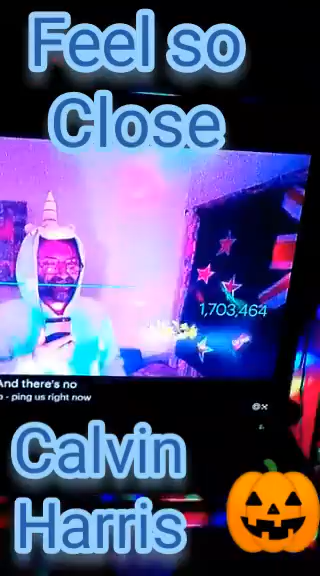 Feel so
Close
1,703,464
And there's no
- ping us right now
Calvin
Harris